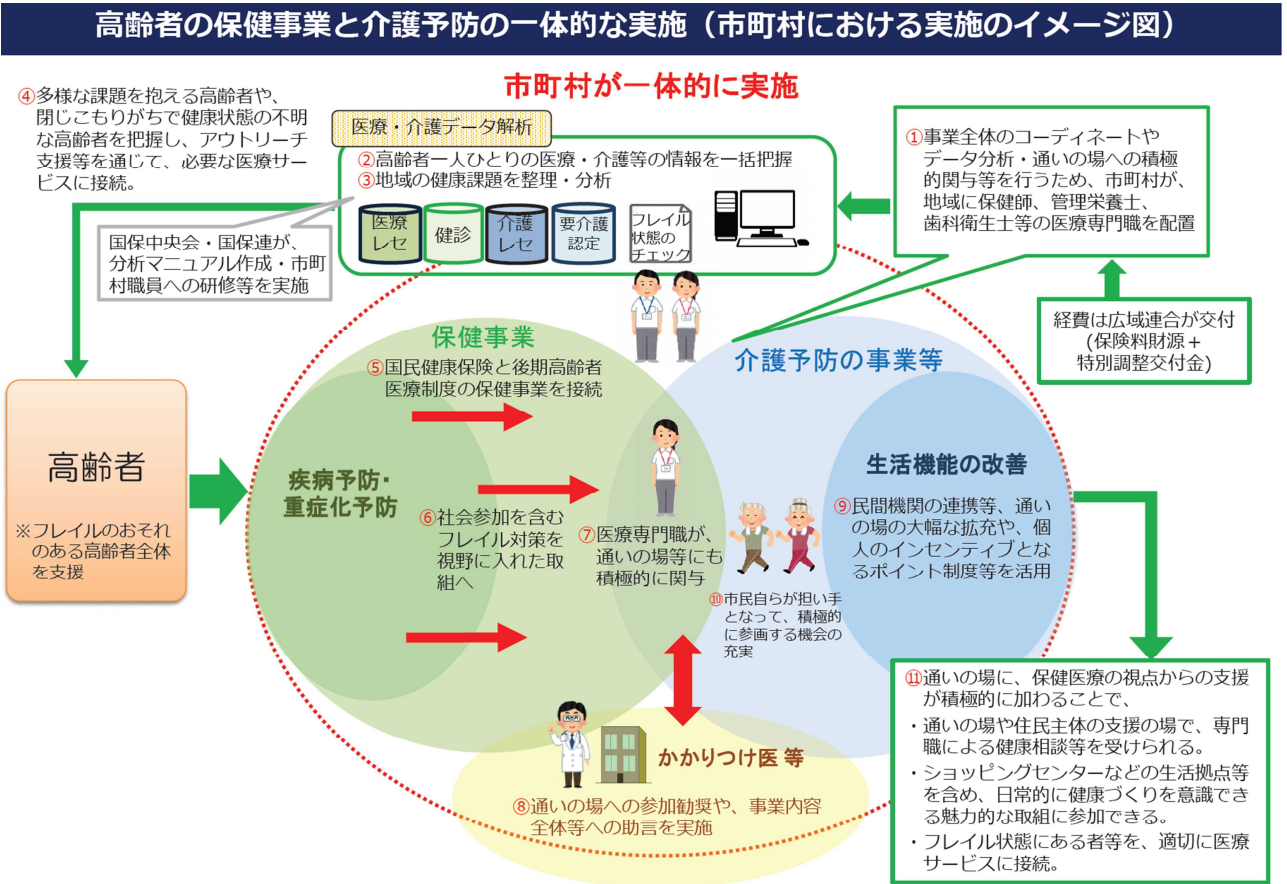 高齢者の保健事業と介護予防の一体的な実施（市町村における実施のイメージ図）
市町村が一体的に実施
④多様な課題を抱える高齢者や、
閉じこもりがちで健康状態の不明
な高齢者を把握し、アウトリーチ
支援等を通じて、必要な医療サー
ビスに接続。
医療・介護データ解析
②高齢者一人ひとりの医療・介護等の情報を一括把握
③地域の健康課題を整理・分析
医療
レセ
健診
介護
レセ
要介護
認定
フレイル
状態の
チェック
①事業全体のコーディネートや
データ分析・通いの場への積極
的関与等を行うため、市町村が、
地域に保健師、管理栄養士、
歯科衛生士等の医療専門職を配置
国保中央会・国保連が、
分析マニュアル作成・市町
村職員への研修等を実施
経費は広域連合が交付
(保険料財源＋
特別調整交付金)
保健事業
⑤国民健康保険と後期高齢者
医療制度の保健事業を接続
介護予防の事業等
高齢者
※フレイルのおそれ
のある高齢者全体
を支援
疾病予防・
重症化予防
⑥社会参加を含む
フレイル対策を
視野に入れた取
組へ
⑦医療専門職が、
通いの場等にも
積極的に関与
生活機能の改善
⑨民間機関の連携等、通い
の場の大幅な拡充や、個
人のインセンティブとな
るポイント制度等を活用
⑩市民自らが担い手
となって、積極的
に参画する機会の
充実
かかりつけ医 等
⑧通いの場への参加勧奨や、事業内容
全体等への助言を実施
⑪通いの場に、保健医療の視点からの支援
が積極的に加わることで、
・通いの場や住民主体の支援の場で、専門
職による健康相談等を受けられる。
・ショッピングセンターなどの生活拠点等
を含め、日常的に健康づくりを意識でき
る魅力的な取組に参加できる。
・フレイル状態にある者等を、適切に医療
サービスに接続。